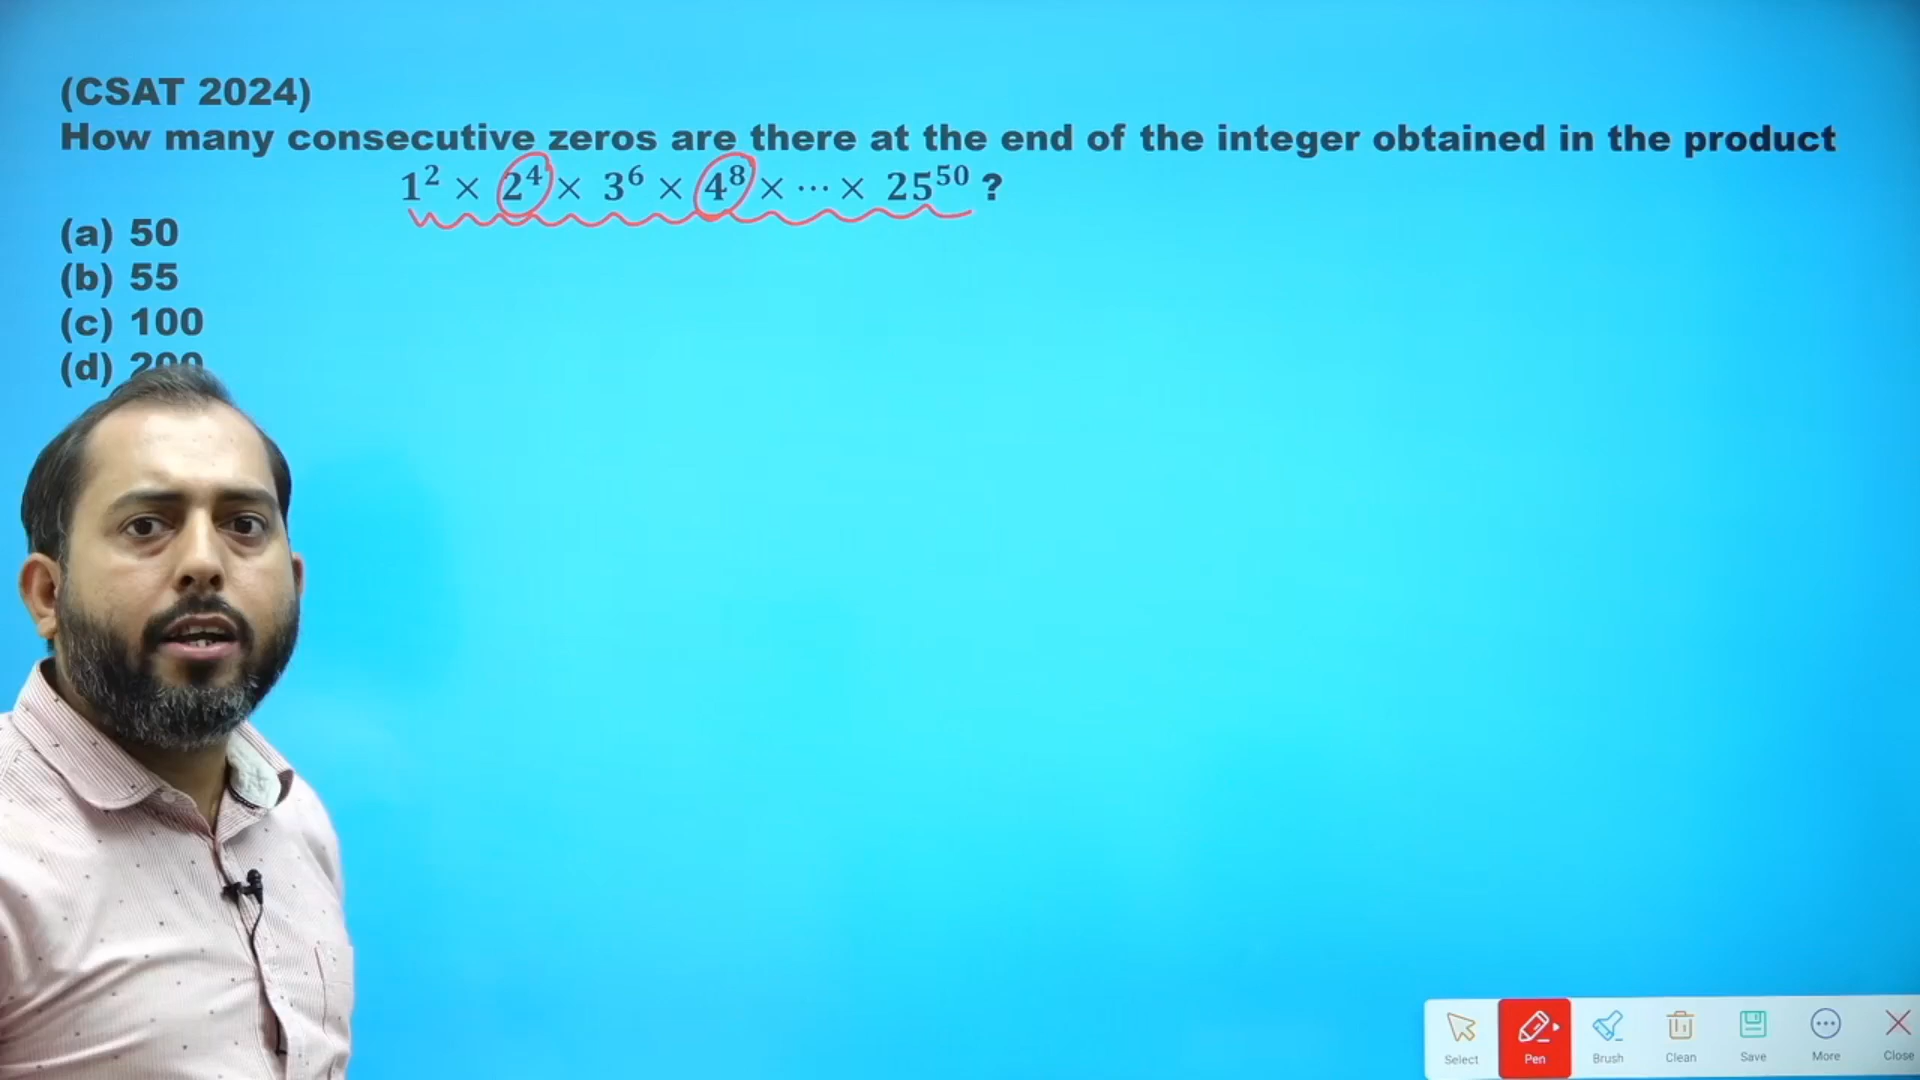 (CSAT 2024)
How many consecutive zeros are there at the end of the integer obtained in the product
1² × 2⁴ × 3⁶ × 4⁸ × ⋯ × 25⁵⁰ ?
(a) 50
(b) 55
(c) 100
(d) 200
Select Pen Brush Clean Save More Close